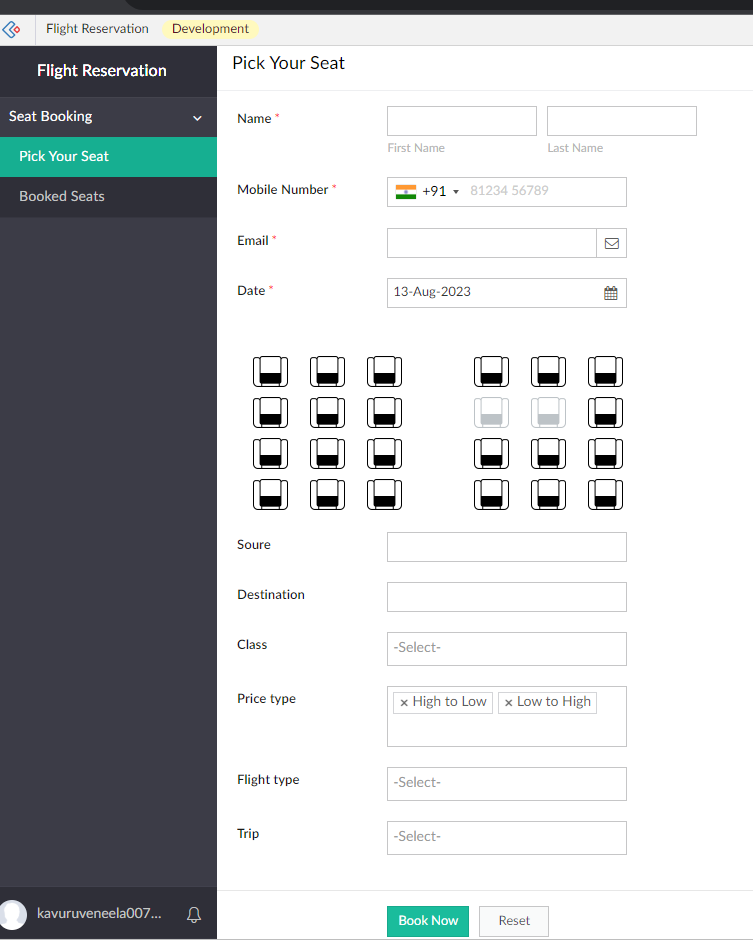 Flight Reservation Development
Flight Reservation
Seat Booking
Pick Your Seat
Booked Seats
kavuruveneela007...
Pick Your Seat
Name *
First Name Last Name
Mobile Number * +91 81234 56789
Email *
Date * 13-Aug-2023
Soure
Destination
Class -Select-
Price type × High to Low × Low to High
Flight type -Select-
Trip -Select-
Book Now Reset